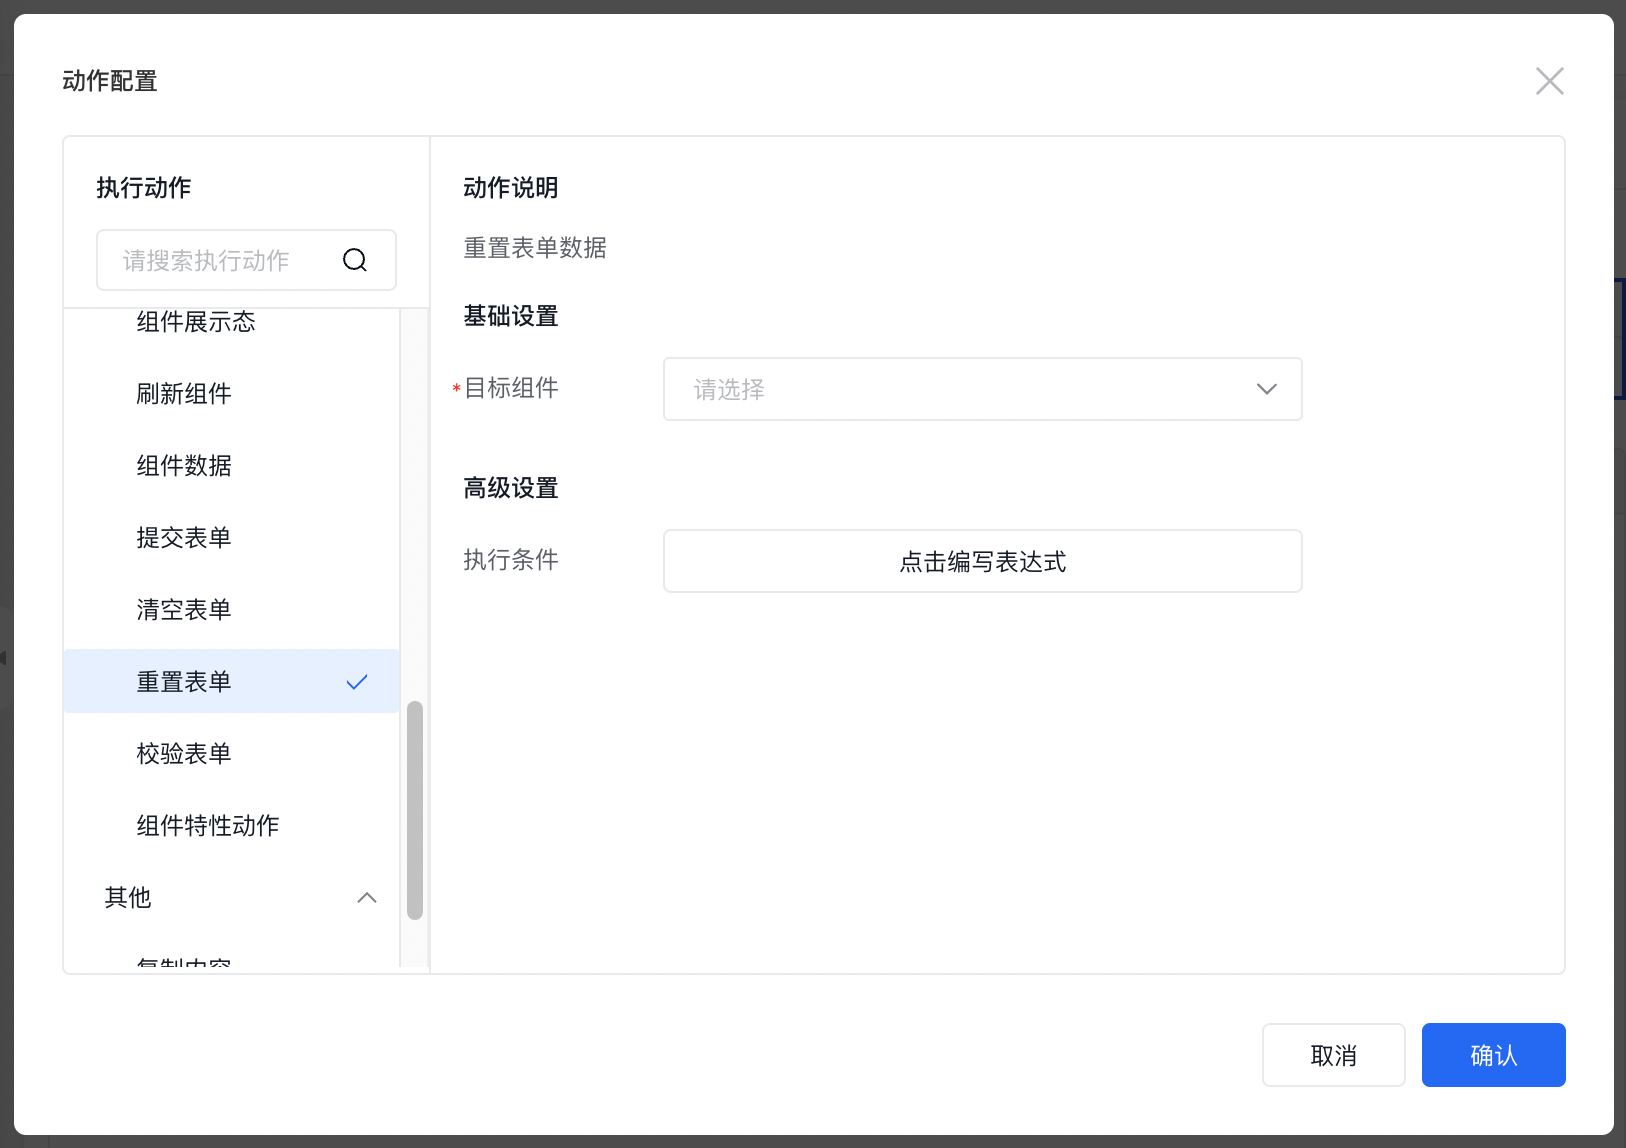 动作配置
执行动作
请搜索执行动作
组件展示态
刷新组件
组件数据
提交表单
清空表单
重置表单
校验表单
组件特性动作
其他
复制内容
动作说明
重置表单数据
基础设置
*目标组件
请选择
高级设置
执行条件
点击编写表达式
取消
确认